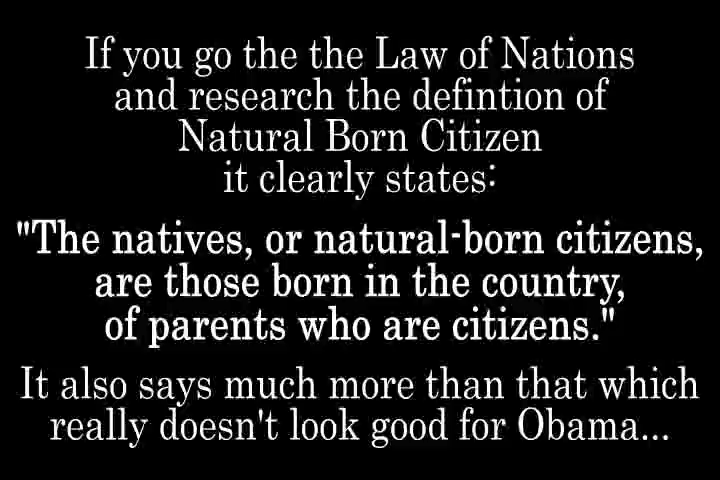 If you go the the Law of Nations
and research the defintion of
Natural Born Citizen
it clearly states:
"The natives, or natural-born citizens,
are those born in the country,
of parents who are citizens."
It also says much more than that which
really doesn't look good for Obama...